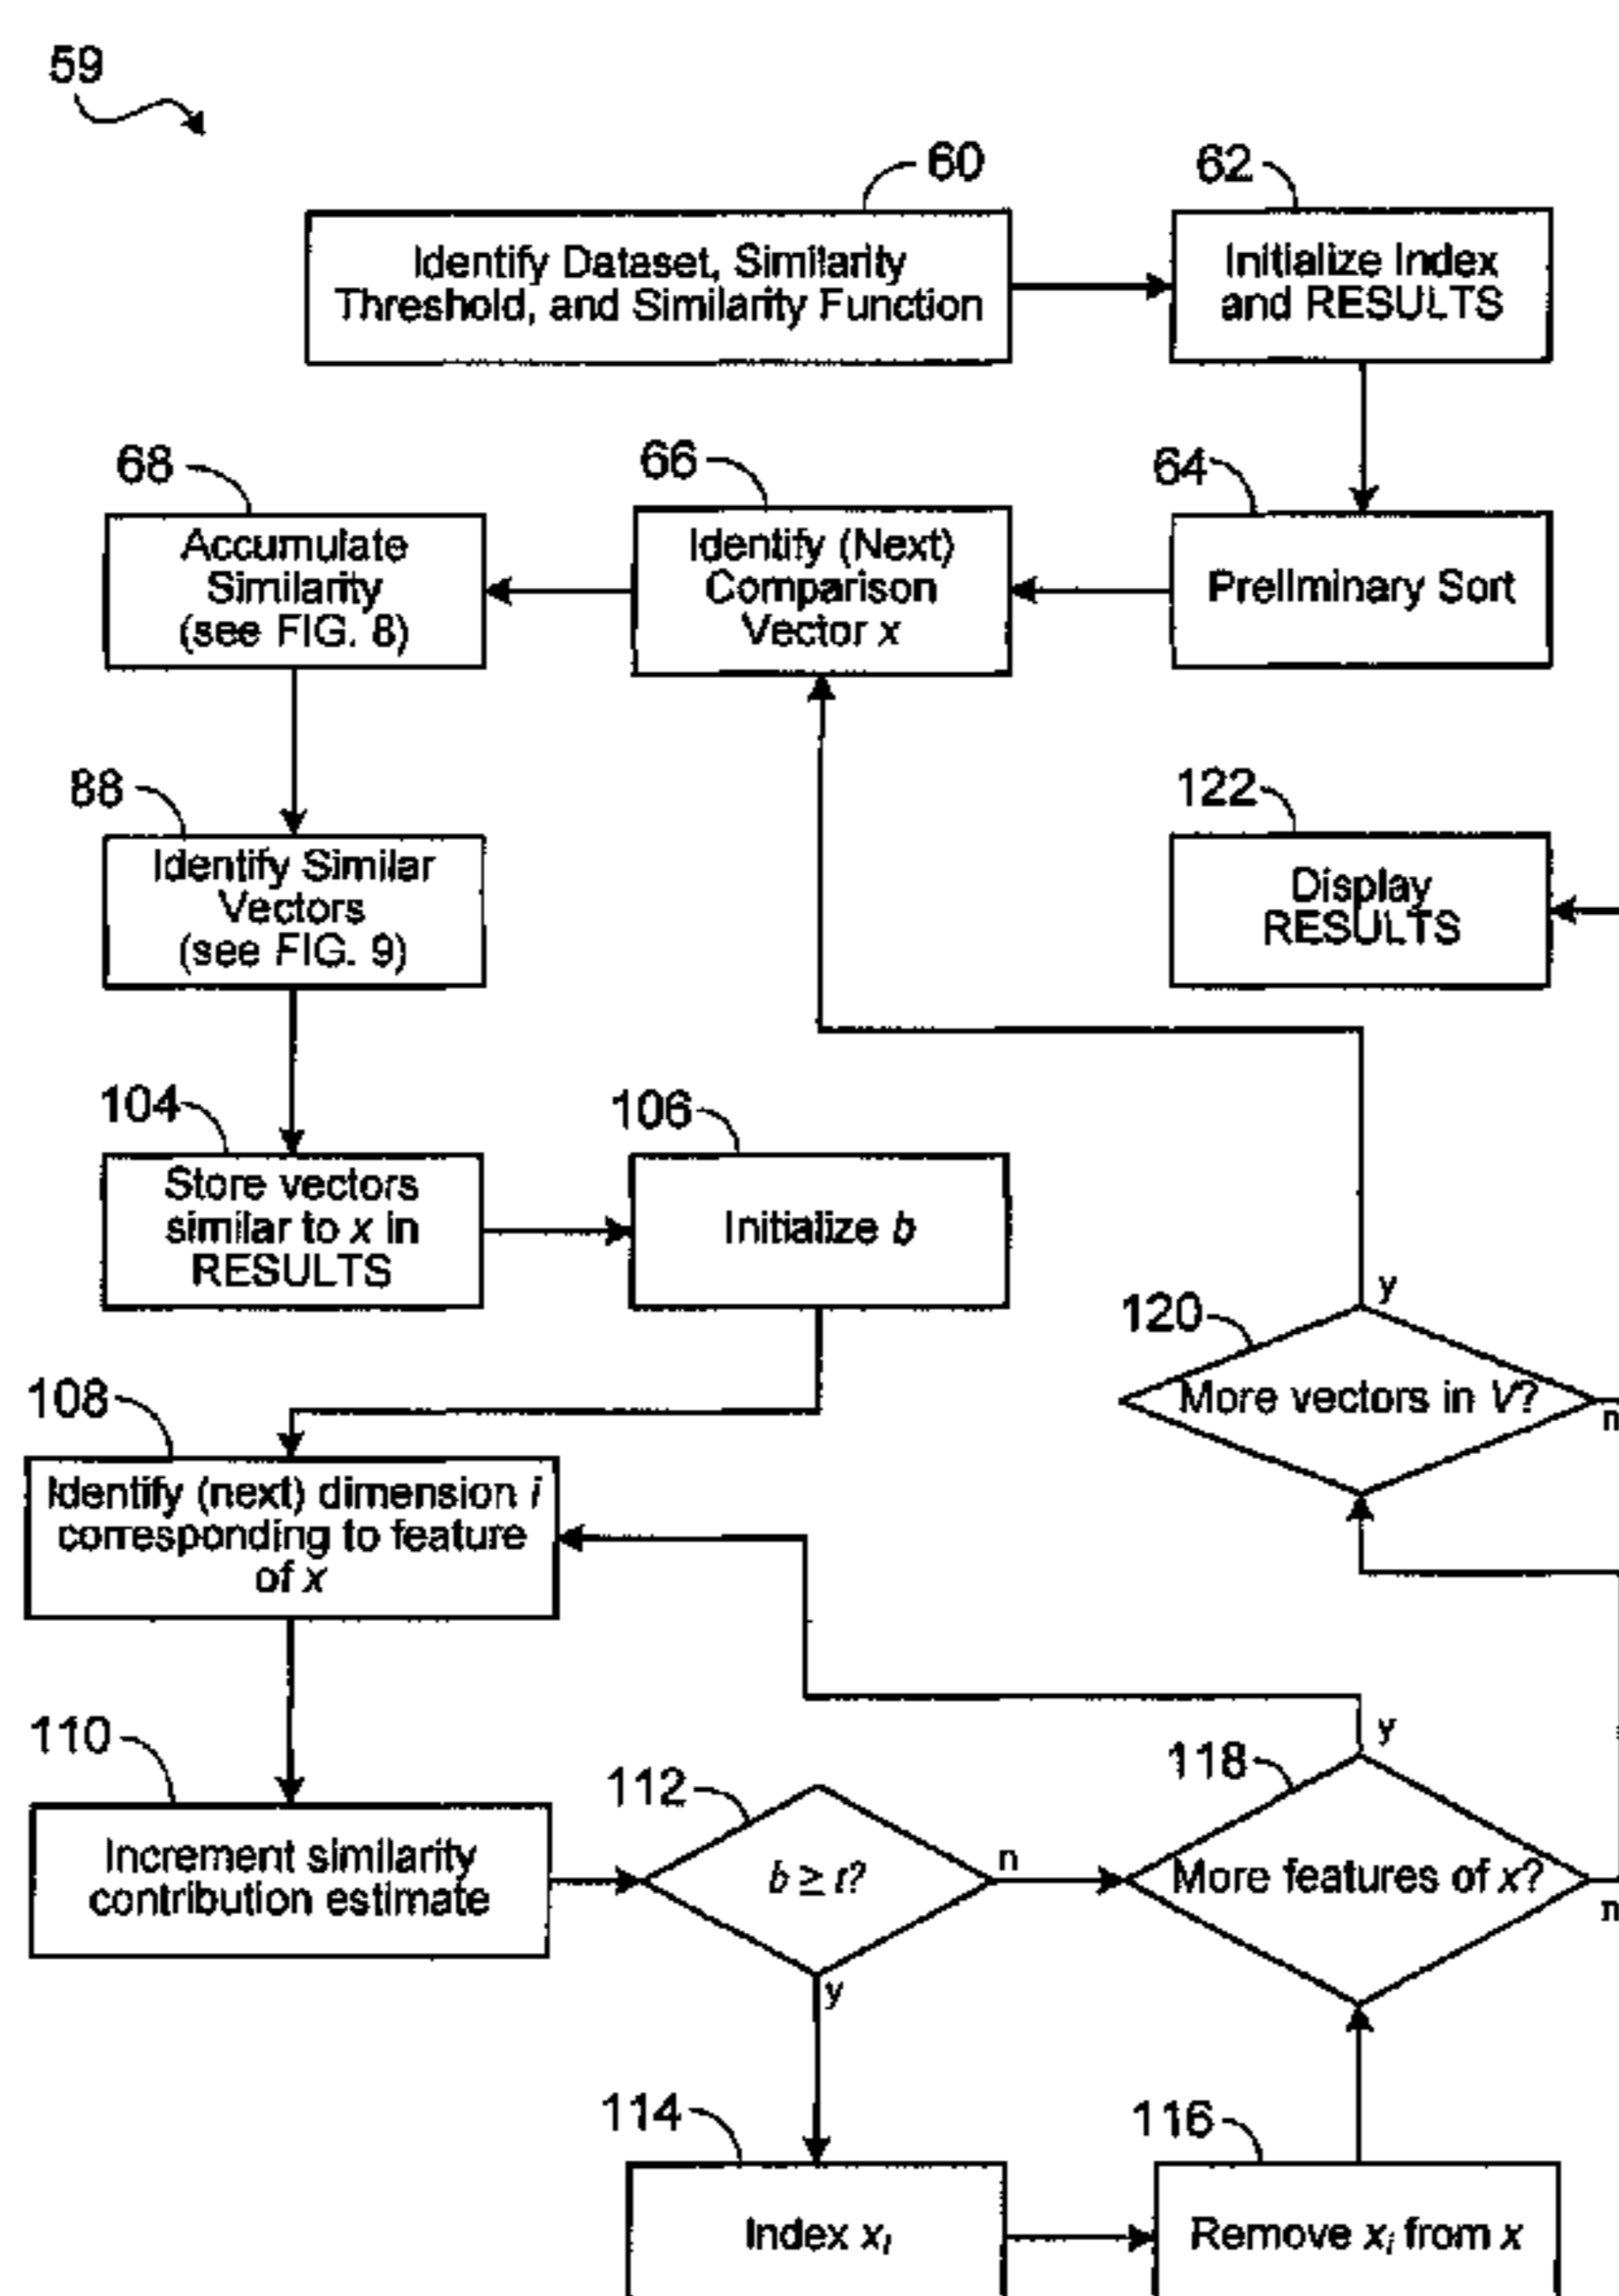 59
60
Identify Dataset, Similarity
Threshold, and Similarity Function
62
Initialize Index
and RESULTS
68
Accumulate
Similarity
(see FIG. 8)
66
Identify (Next)
Comparison
Vector x
64
Preliminary Sort
88
Identify Similar
Vectors
(see FIG. 9)
122
Display
RESULTS
104
Store vectors
similar to x in
RESULTS
106
Initialize b
y
120
More vectors in V?
n
108
Identify (next) dimension i
corresponding to feature
of x
110
Increment similarity
contribution estimate
112
b ≥ t?
n
y
y
118
More features of x?
n
114
Index xi
116
Remove xi from x